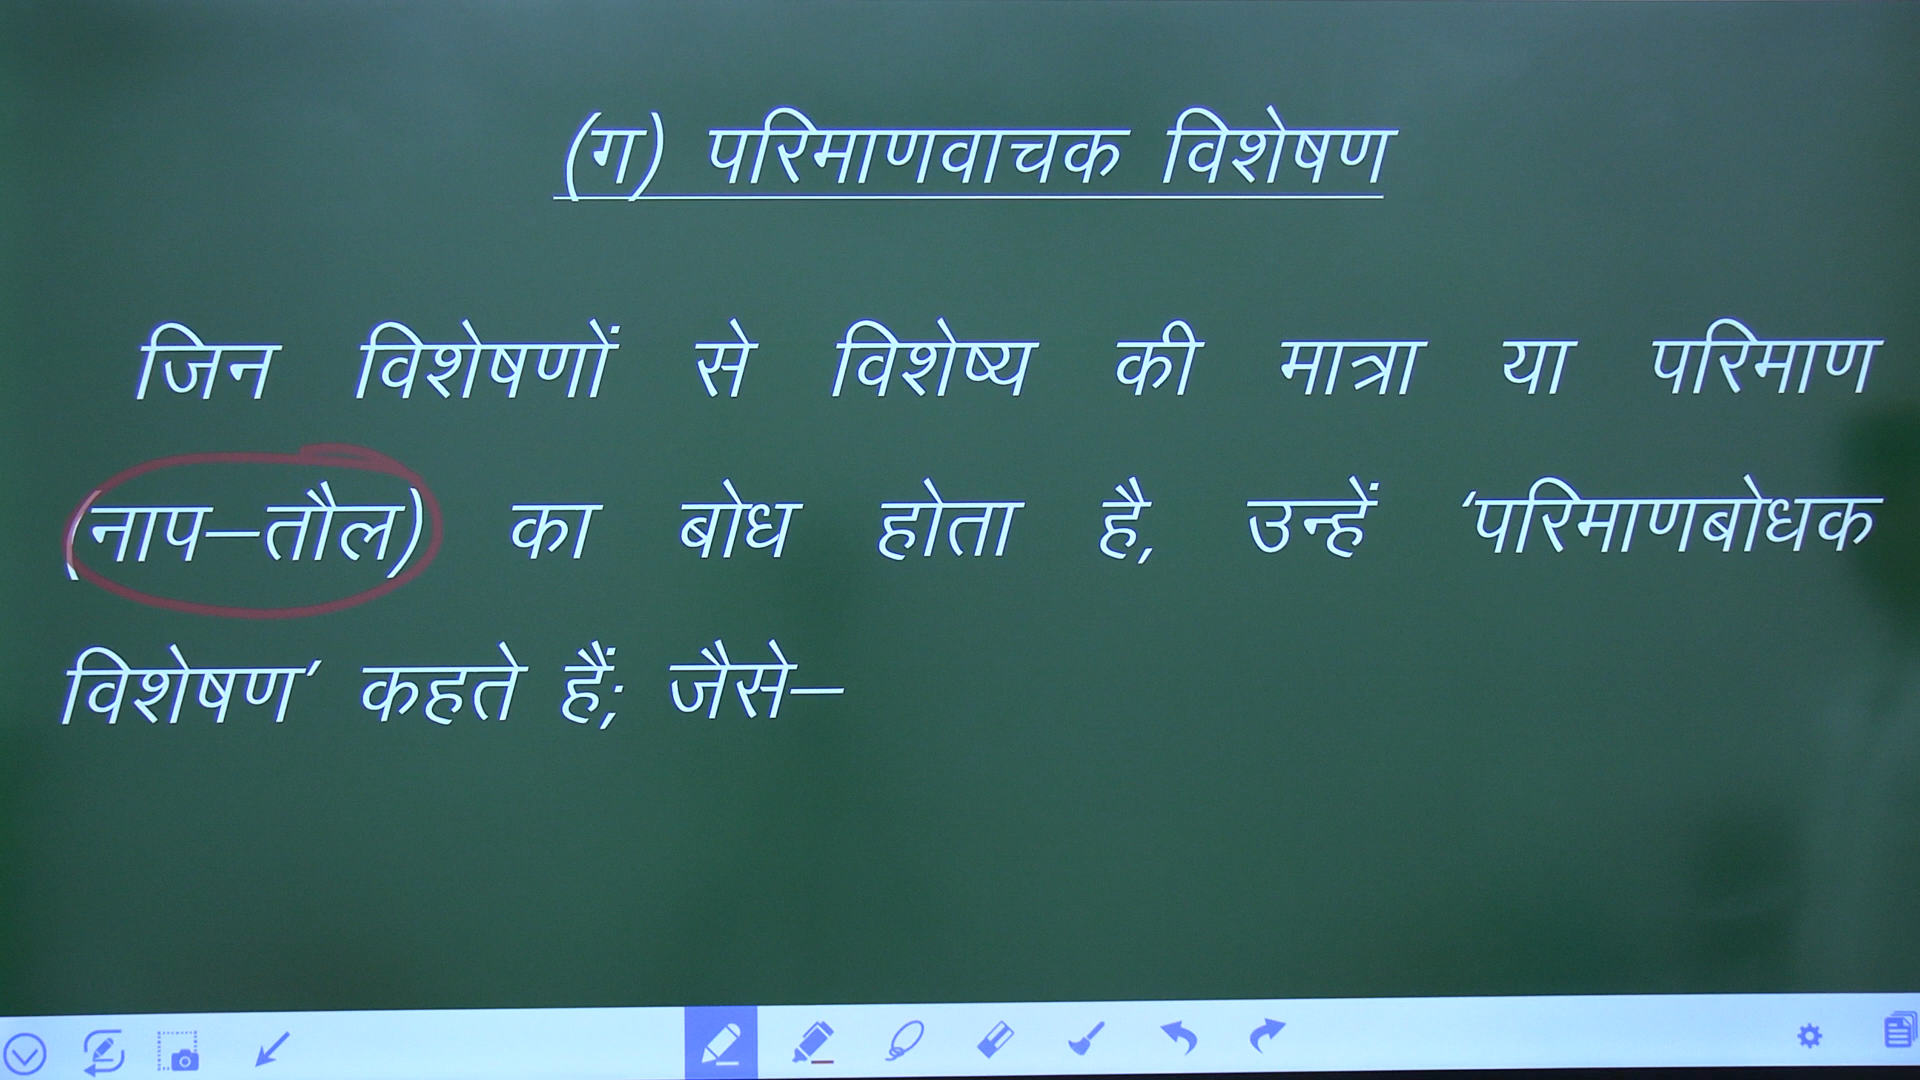 (ग) परिमाणवाचक विशेषण
जिन विशेषणों से विशेष्य की मात्रा या परिमाण
(नाप–तौल) का बोध होता है, उन्हें ‘परिमाणबोधक
विशेषण’ कहते हैं; जैसे–